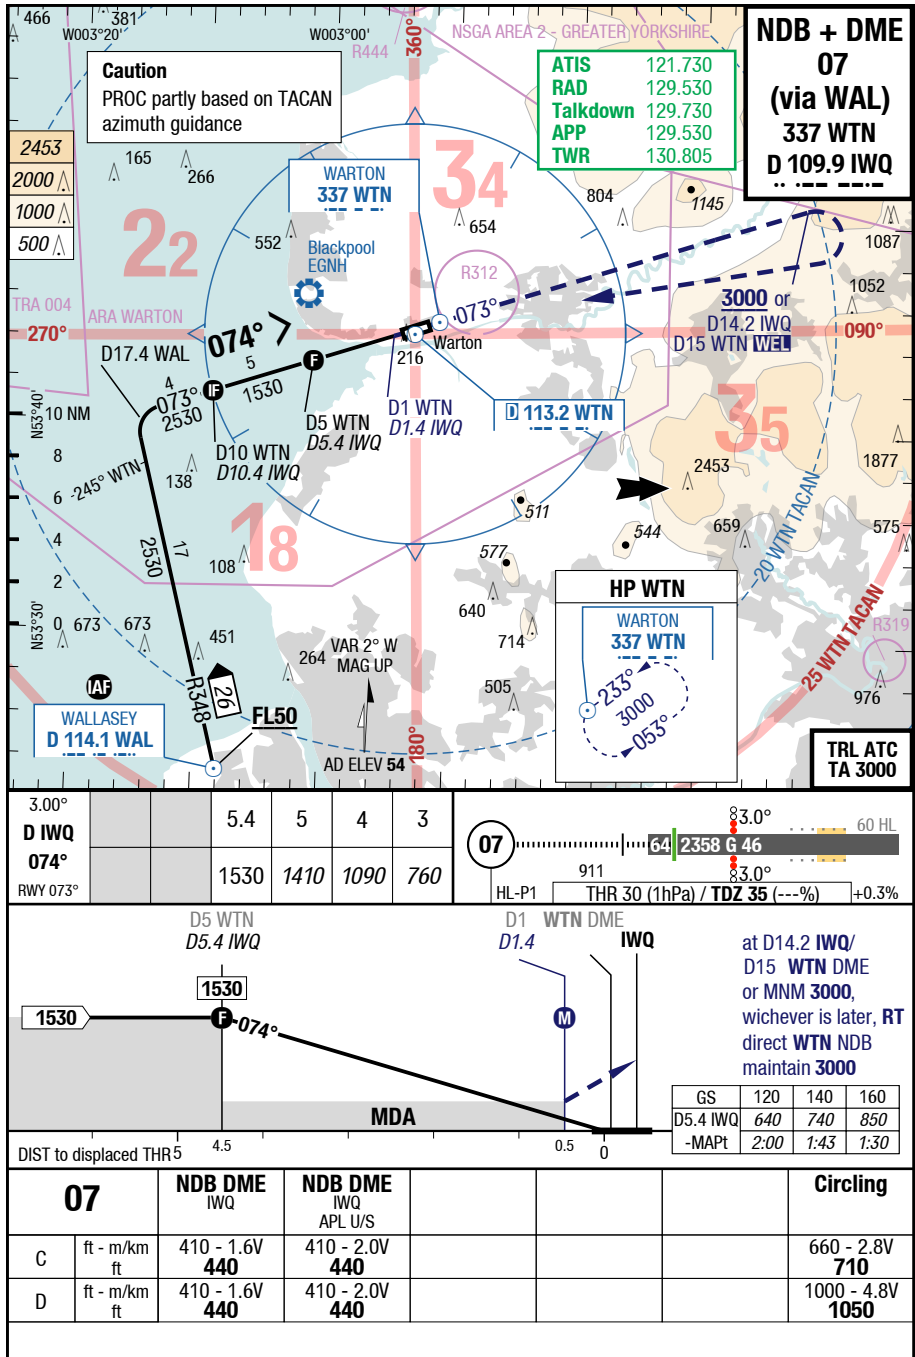 466
381
W003°20'
W003°00'
R444
360°
NSGA AREA 2 - GREATER YORKSHIRE
NDB + DME
07
(via WAL)
337 WTN
D 109.9 IWQ
Caution
PROC partly based on TACAN
azimuth guidance
ATIS 121.730
RAD 129.530
Talkdown 129.730
APP 129.530
TWR 130.805
2453
2000
1000
500
165
266
WARTON
337 WTN
34
654
804
1145
1087
22
552
Blackpool
EGNH
R312
1052
TRA 004
ARA WARTON
270°
074°
073°
3000 or
D14.2 IWQ
D15 WTN WEL
090°
Warton
216
D17.4 WAL
5
1530
F
IF
4
073°
2530
D1 WTN
D1.4 IWQ
D 113.2 WTN
D5 WTN
D5.4 IWQ
D10 WTN
D10.4 IWQ
35
N53°40'
10 NM
8
6
4
2
0
N53°30'
245° WTN
138
2453
1877
511
544
659
575
20 WTN TACAN
17
2530
18
108
577
640
714
HP WTN
WARTON
337 WTN
233°
3000
053°
673
673
451
264
VAR 2° W
MAG UP
R319
976
25 WTN TACAN
IAF
R348
26
505
WALLASEY
D 114.1 WAL
FL50
180°
AD ELEV 54
TRL ATC
TA 3000
3.00°
D IWQ
074°
RWY 073°
5.4 5 4 3
1530 1410 1090 760
07
3.0°
60 HL
64 2358 G 46
911
3.0°
HL-P1
THR 30 (1hPa) / TDZ 35 (---%)
+0.3%
D5 WTN
D5.4 IWQ
D1 WTN DME
D1.4
IWQ
1530
1530
F
074°
M
MDA
at D14.2 IWQ/
D15 WTN DME
or MNM 3000,
wichever is later, RT
direct WTN NDB
maintain 3000
GS 120 140 160
D5.4 IWQ 640 740 850
-MAPt 2:00 1:43 1:30
DIST to displaced THR 5 4.5 0.5 0
07
NDB DME
IWQ
NDB DME
IWQ
APL U/S
Circling
C ft - m/km 410 - 1.6V 410 - 2.0V 660 - 2.8V
ft 440 440 710
D ft - m/km 410 - 1.6V 410 - 2.0V 1000 - 4.8V
ft 440 440 1050